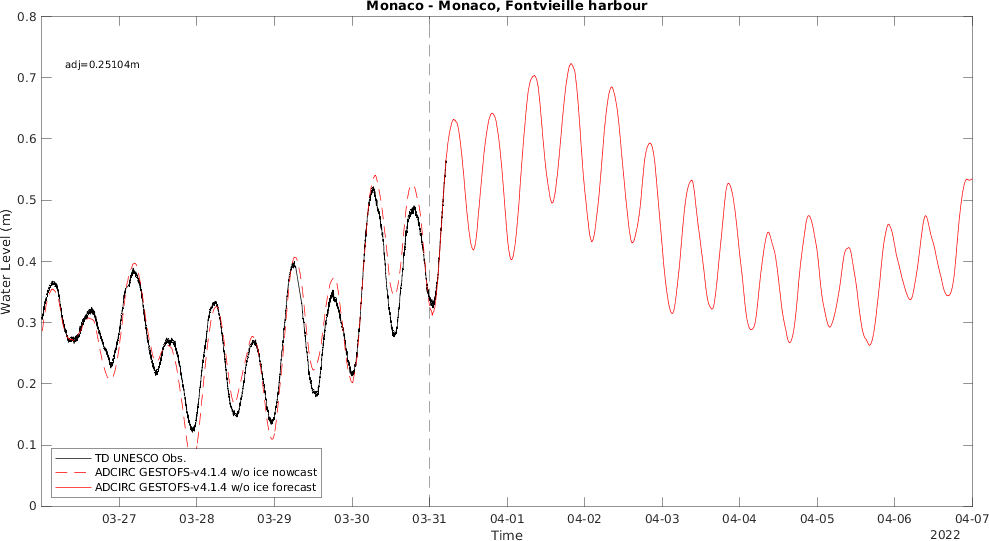 Monaco - Monaco, Fontvieille harbour
0.8
adj=0.25104m
0.7
0.6
0.5
0.4
0.3
0.2
0.1
0
Water Level (m)
TD UNESCO Obs.
ADCIRC GESTOFS-v4.1.4 w/o ice nowcast
ADCIRC GESTOFS-v4.1.4 w/o ice forecast
03-27 03-28 03-29 03-30 03-31 04-01 04-02 04-03 04-04 04-05 04-06 04-07
Time
2022